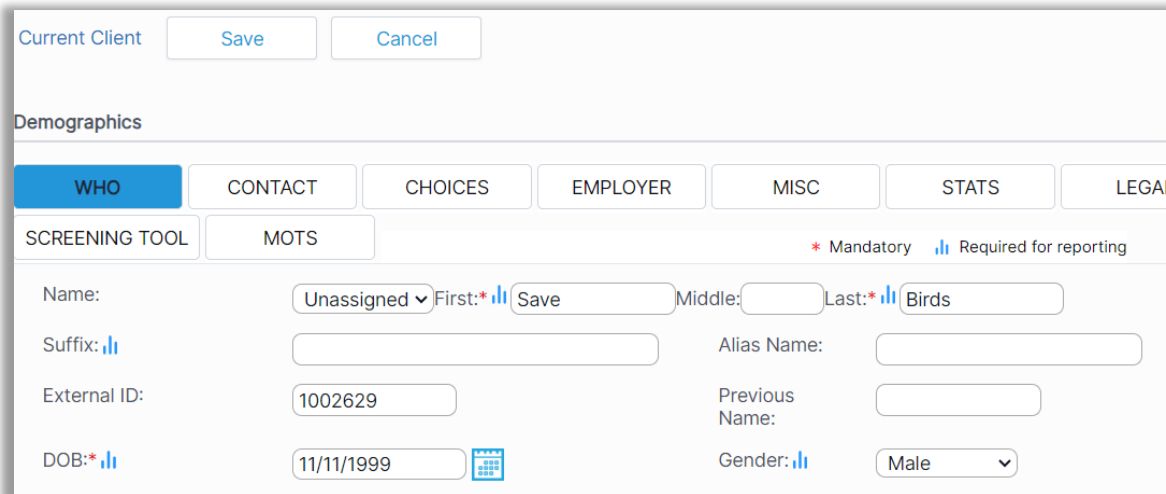 Current Client Save Cancel
Demographics
WHO CONTACT CHOICES EMPLOYER MISC STATS LEGAL
SCREENING TOOL MOTS * Mandatory Required for reporting
Name: Unassigned First:* Save Middle: Last:* Birds
Suffix: Alias Name:
External ID: 1002629 Previous Name:
DOB:* 11/11/1999 Gender: Male